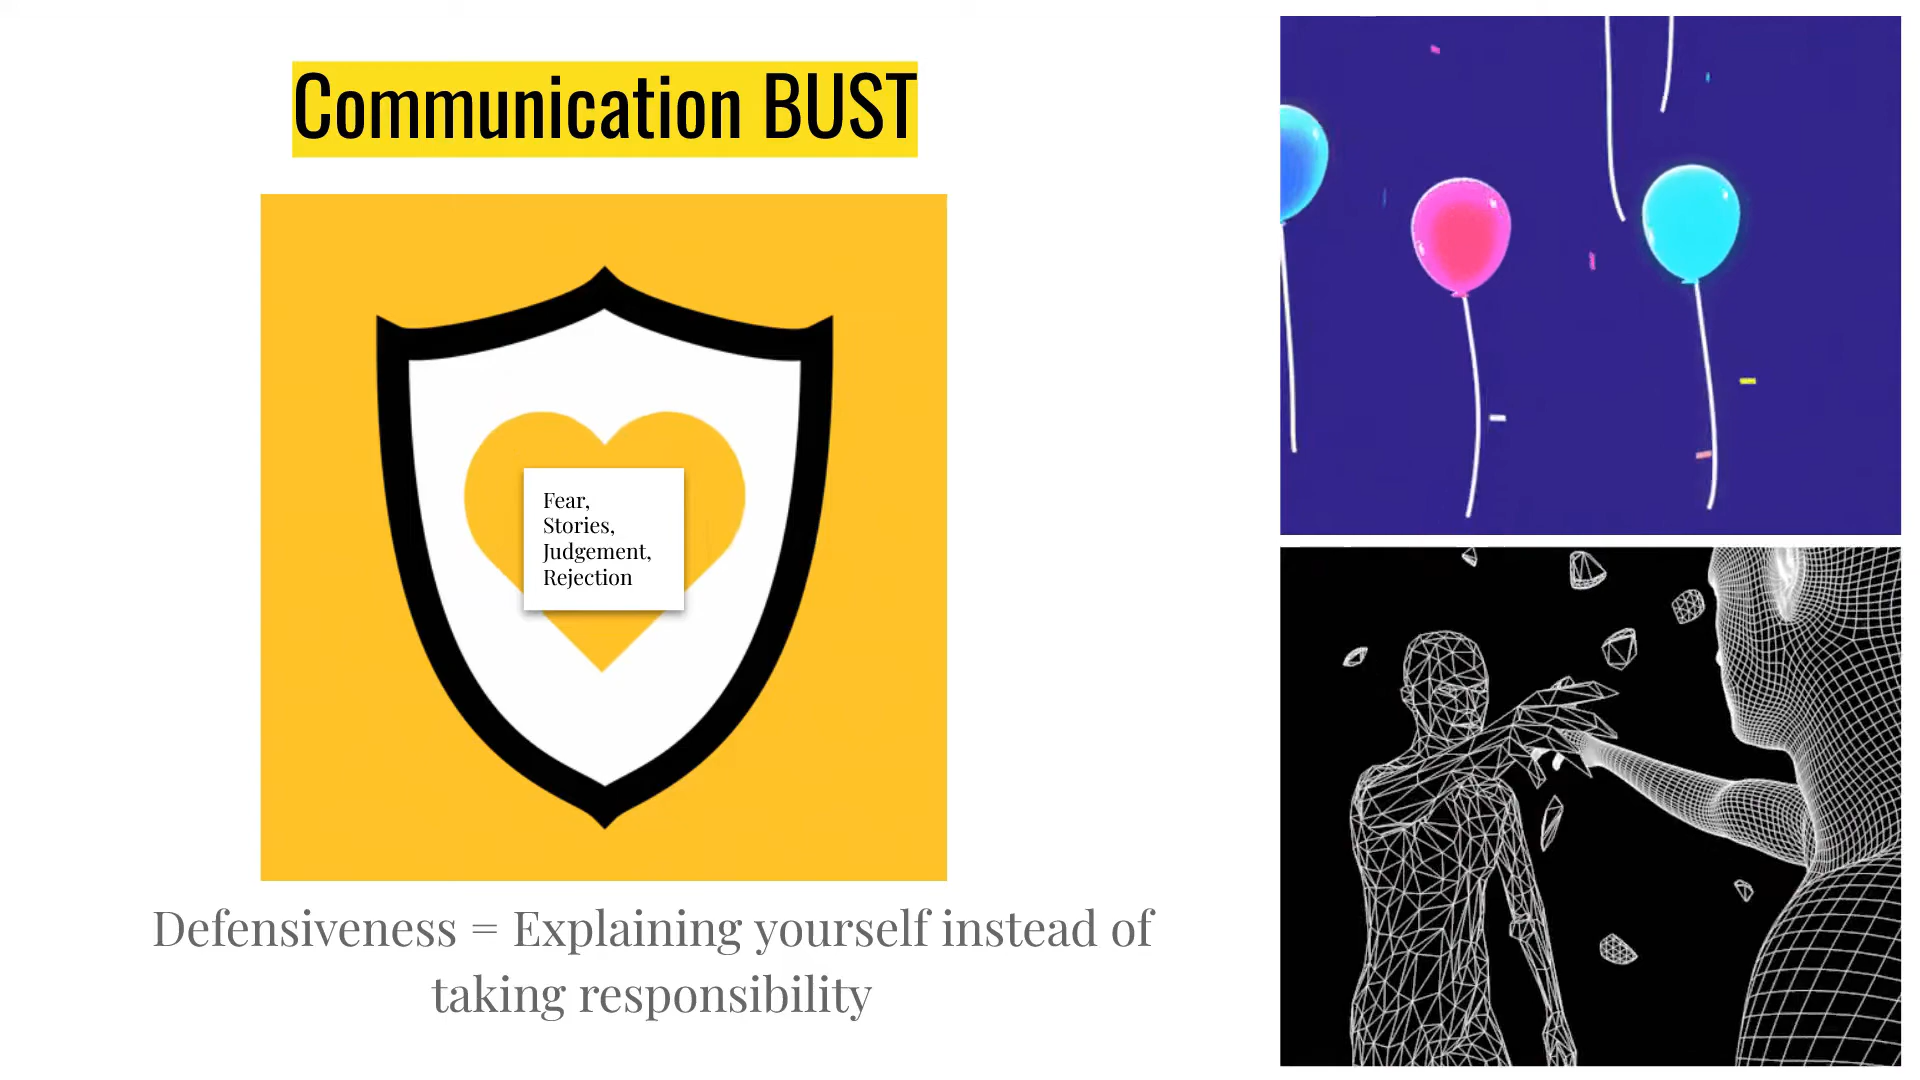 Communication BUST
Fear,
Stories,
Judgement,
Rejection
Defensiveness = Explaining yourself instead of
taking responsibility